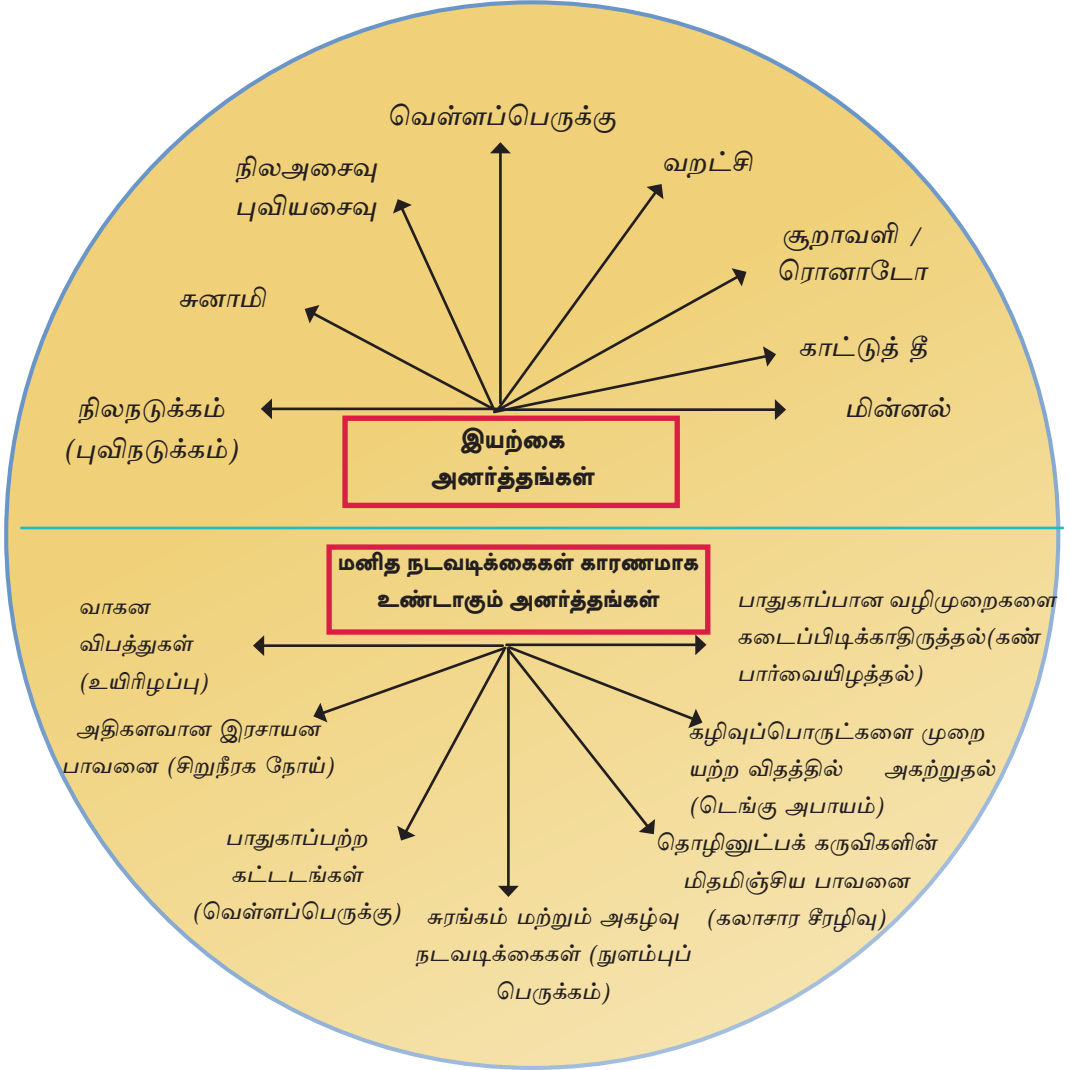 வெள்ளப்பெருக்கு
நிலஅசைவு
புவியசைவு
வறட்சி
சூறாவளி /
ரொனாடோ
சுனாமி
காட்டுத் தீ
நிலநடுக்கம்
(புவிநடுக்கம்)
மின்னல்
இயற்கை
அனர்த்தங்கள்
மனித நடவடிக்கைகள் காரணமாக
உண்டாகும் அனர்த்தங்கள்
வாகன
விபத்துகள்
(உயிரிழப்பு)
பாதுகாப்பான வழிமுறைகளை
கடைப்பிடிக்காதிருத்தல்(கண்
பார்வையிழத்தல்)
அதிகளவான இரசாயன
பாவனை (சிறுநீரக நோய்)
கழிவுப்பொருட்களை முறை
யற்ற விதத்தில் அகற்றுதல்
(டெங்கு அபாயம்)
பாதுகாப்பற்ற
கட்டடங்கள்
(வெள்ளப்பெருக்கு)
தொழினுட்பக் கருவிகளின்
மிதமிஞ்சிய பாவனை
(கலாசார சீரழிவு)
சுரங்கம் மற்றும் அகழ்வு
நடவடிக்கைகள் (நுளம்புப்
பெருக்கம்)